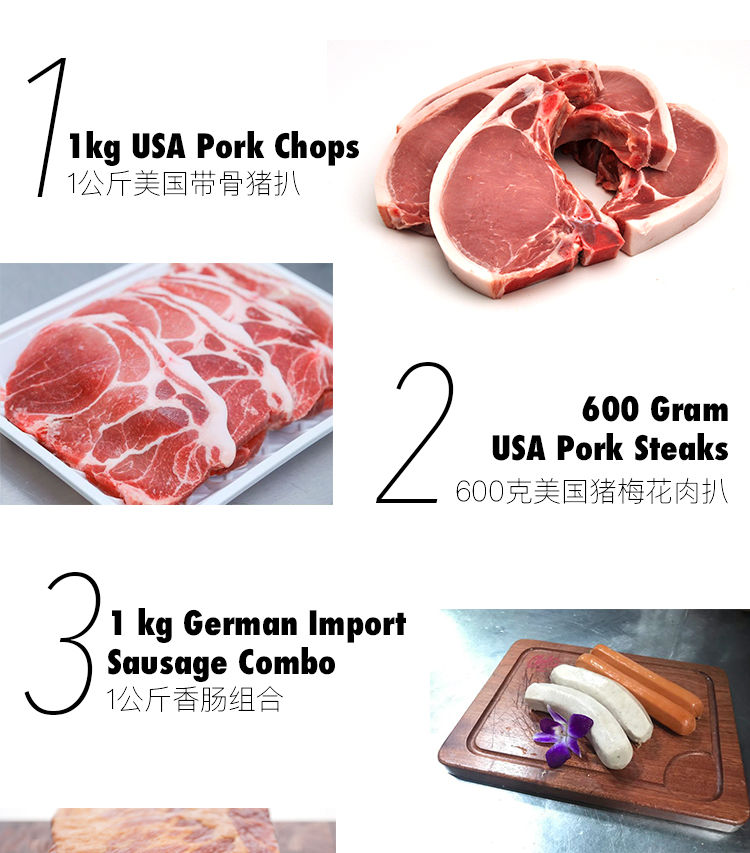 1
1kg USA Pork Chops
1公斤美国带骨猪扒
2
600 Gram
USA Pork Steaks
600克美国猪梅花肉扒
3
1 kg German Import
Sausage Combo
1公斤香肠组合